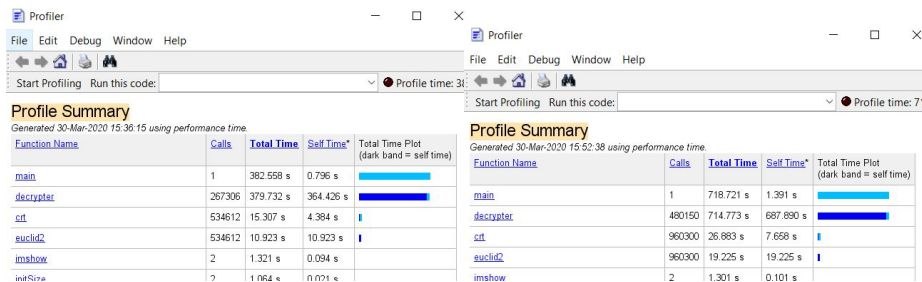 Profiler
File Edit Debug Window Help
Start Profiling Run this code:
Profile time: 38
Profile Summary
Generated 30-Mar-2020 15:36:15 using performance time.
Function Name Calls Total Time Self Time* Total Time Plot
(dark band = self time)
main 1 382.558 s 0.796 s
decrypter 267306 379.732 s 364.426 s
crt 534612 15.307 s 4.384 s
euclid2 534612 10.923 s 10.923 s
imshow 2 1.321 s 0.094 s
initSize 2 1.064 s 0.021 s
Profiler
File Edit Debug Window Help
Start Profiling Run this code:
Profile time: 71
Profile Summary
Generated 30-Mar-2020 15:52:38 using performance time.
Function Name Calls Total Time Self Time* Total Time Plot
(dark band = self time)
main 1 718.721 s 1.391 s
decrypter 480150 714.773 s 687.890 s
crt 960300 26.883 s 7.658 s
euclid2 960300 19.225 s 19.225 s
imshow 2 1.301 s 0.101 s